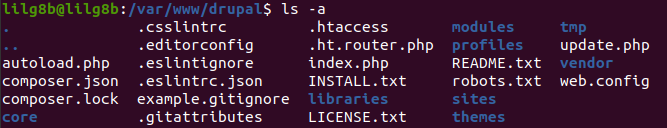 lilg8b@lilg8b:/var/www/drupal$ ls -a
. .csslintrc .htaccess modules tmp
.. .editorconfig .ht.router.php profiles update.php
autoload.php .eslintignore index.php README.txt vendor
composer.json .eslintrc.json INSTALL.txt robots.txt web.config
composer.lock example.gitignore libraries sites
core .gitattributes LICENSE.txt themes